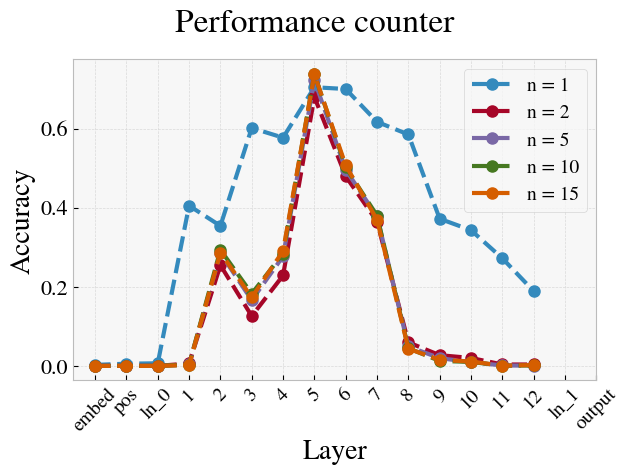 Performance counter
Accuracy
0.6
0.4
0.2
0.0
n = 1
n = 2
n = 5
n = 10
n = 15
embed
pos
ln_0
1
2
3
4
5
6
7
8
9
10
11
12
ln_1
output
Layer